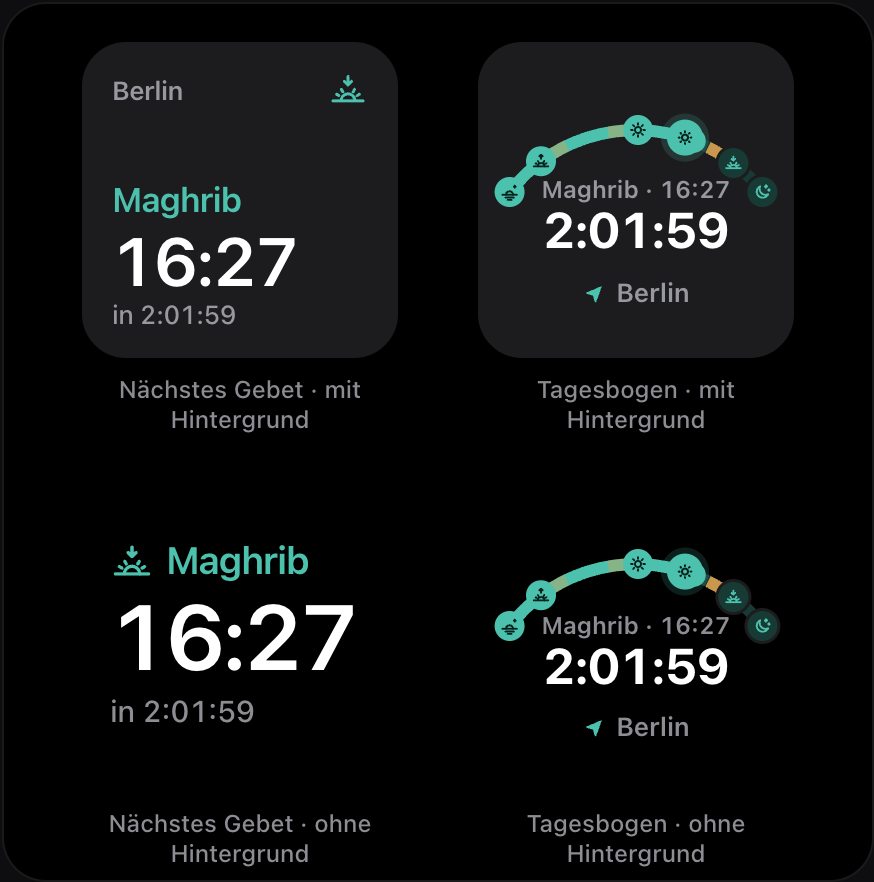 Berlin
Maghrib
16:27
in 2:01:59
Nächstes Gebet · mit
Hintergrund
Maghrib · 16:27
2:01:59
Berlin
Tagesbogen · mit
Hintergrund
Maghrib
16:27
in 2:01:59
Nächstes Gebet · ohne
Hintergrund
Maghrib · 16:27
2:01:59
Berlin
Tagesbogen · ohne
Hintergrund